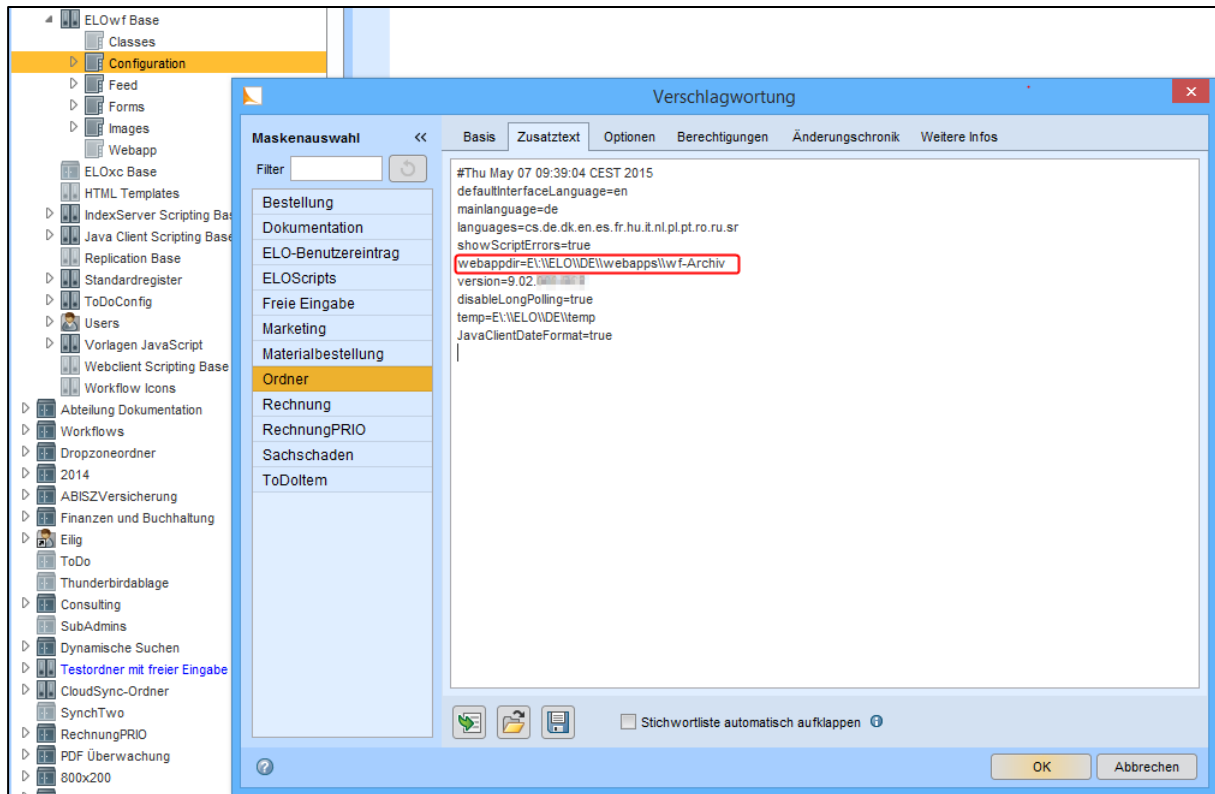 ELOwf Base
Classes
Configuration
Feed
Forms
Images
Webapp
ELOxc Base
HTML Templates
IndexServer Scripting Bas
Java Client Scripting Base
Replication Base
Standardregister
ToDoConfig
Users
Vorlagen JavaScript
Webclient Scripting Base
Workflow Icons
Abteilung Dokumentation
Workflows
Dropzoneordner
2014
ABISZVersicherung
Finanzen und Buchhaltung
Eilig
ToDo
Thunderbirdablage
Consulting
SubAdmins
Dynamische Suchen
Testordner mit freier Eingabe
CloudSync-Ordner
SynchTwo
RechnungPRIO
PDF Überwachung
800x200
Verschlagwortung
Maskenauswahl <<
Filter
Bestellung
Dokumentation
ELO-Benutzereintrag
ELOScripts
Freie Eingabe
Marketing
Materialbestellung
Ordner
Rechnung
RechnungPRIO
Sachschaden
ToDoItem
Basis Zusatztext Optionen Berechtigungen Änderungschronik Weitere Infos
#Thu May 07 09:39:04 CEST 2015
defaultInterfaceLanguage=en
mainlanguage=de
languages=cs.de.dk.en.es.fr.hu.it.nl.pl.pt.ro.ru.sr
showScriptErrors=true
webappdir=E\:\\ELO\\DE\\webapps\\wf-Archiv
version=9.02.
disableLongPolling=true
temp=E\:\\ELO\\DE\\temp
JavaClientDateFormat=true
Stichwortliste automatisch aufklappen
OK Abbrechen